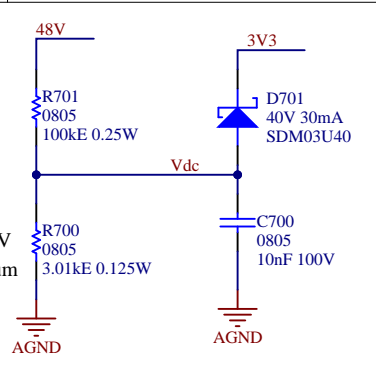 48V
3V3
R701
0805
100kE 0.25W
D701
40V 30mA
SDM03U40
Vdc
R700
0805
3.01kE 0.125W
C700
0805
10nF 100V
V
um
AGND
AGND